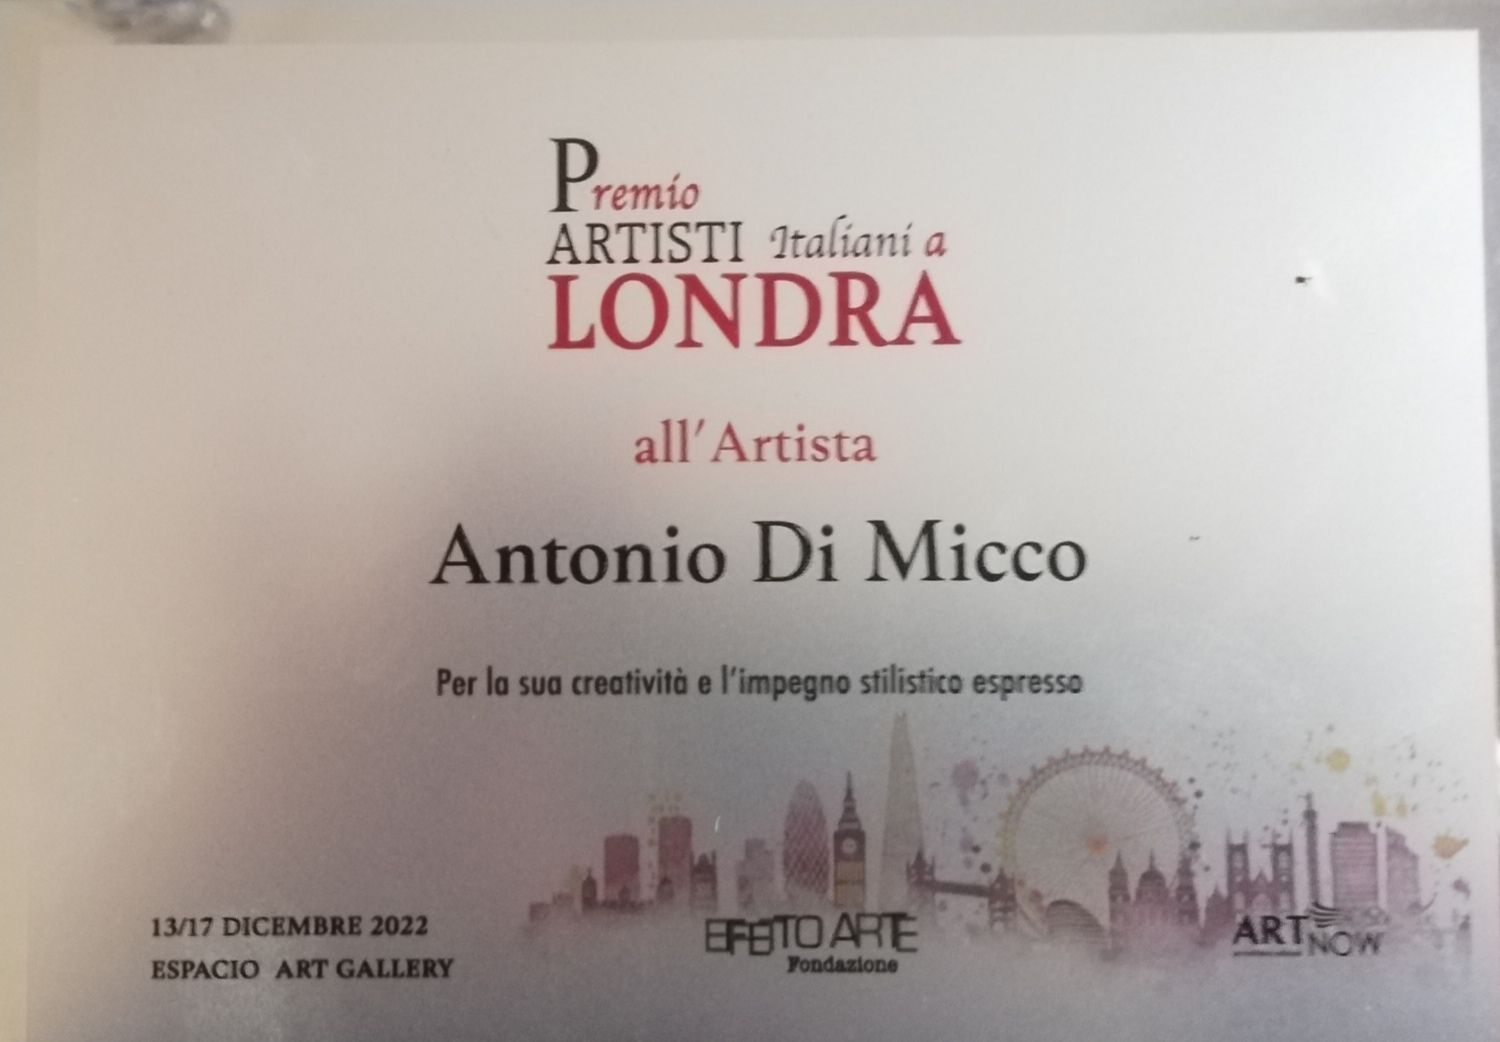 Premio
ARTISTI Italiani a
LONDRA
all'Artista
Antonio Di Micco
Per la sua creatività e l'impegno stilistico espresso
13/17 DICEMBRE 2022
ESPACIO ART GALLERY
EFFETTO ARTE
Fondazione
ART NOW